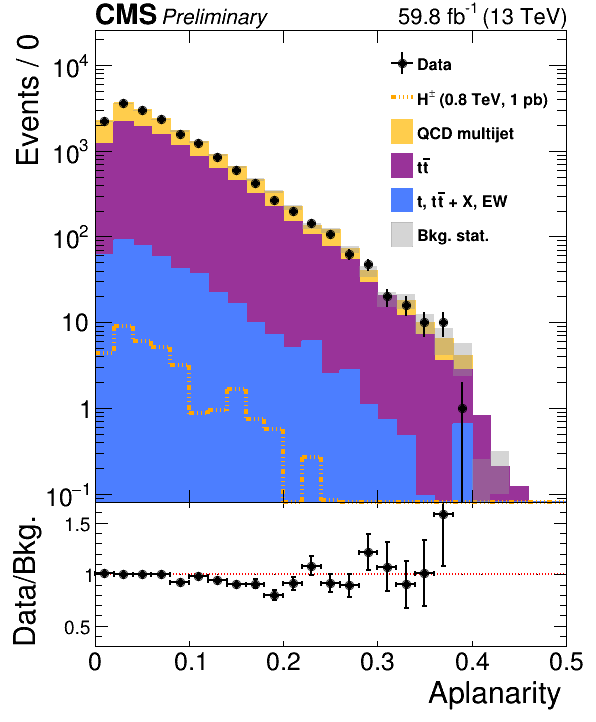 CMS Preliminary 59.8 fb⁻¹ (13 TeV)
Events / 0
10⁴
10³
10²
10
1
10⁻¹
Data
H± (0.8 TeV, 1 pb)
QCD multijet
tt̄
t, tt̄ + X, EW
Bkg. stat.
Data/Bkg.
1.5
1
0.5
0 0.1 0.2 0.3 0.4 0.5
Aplanarity